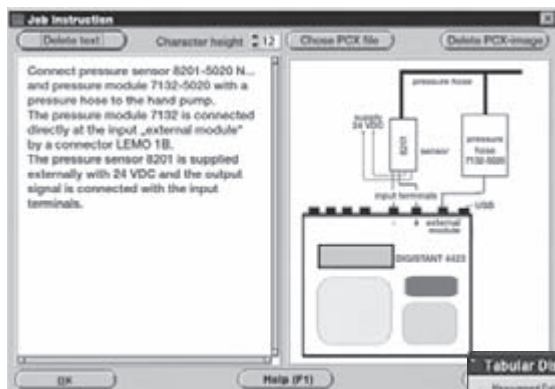 Job instruction
Delete text
Character height 12
Chose PCX file
Delete PCX-image
Connect pressure sensor 8201-5020 N...
and pressure module 7132-5020 with a
pressure hose to the hand pump.
The pressure module 7132 is connected
directly at the input „external module"
by a connector LEMO 1B.
The pressure sensor 8201 is supplied
externally with 24 VDC and the output
signal is connected with the input
terminals.
pressure hose
supply
24 VDC
8201
sensor
pressure
hose
7132-5020
input terminals
USB
- + external
module
DIGISTANT 4423
OK
Help (F1)
Tabular Di